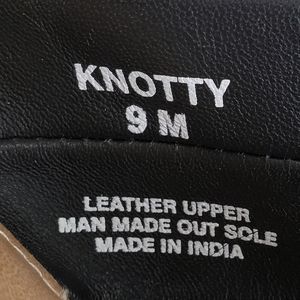 KNOTTY
9 M
LEATHER UPPER
MAN MADE OUT SOLE
MADE IN INDIA